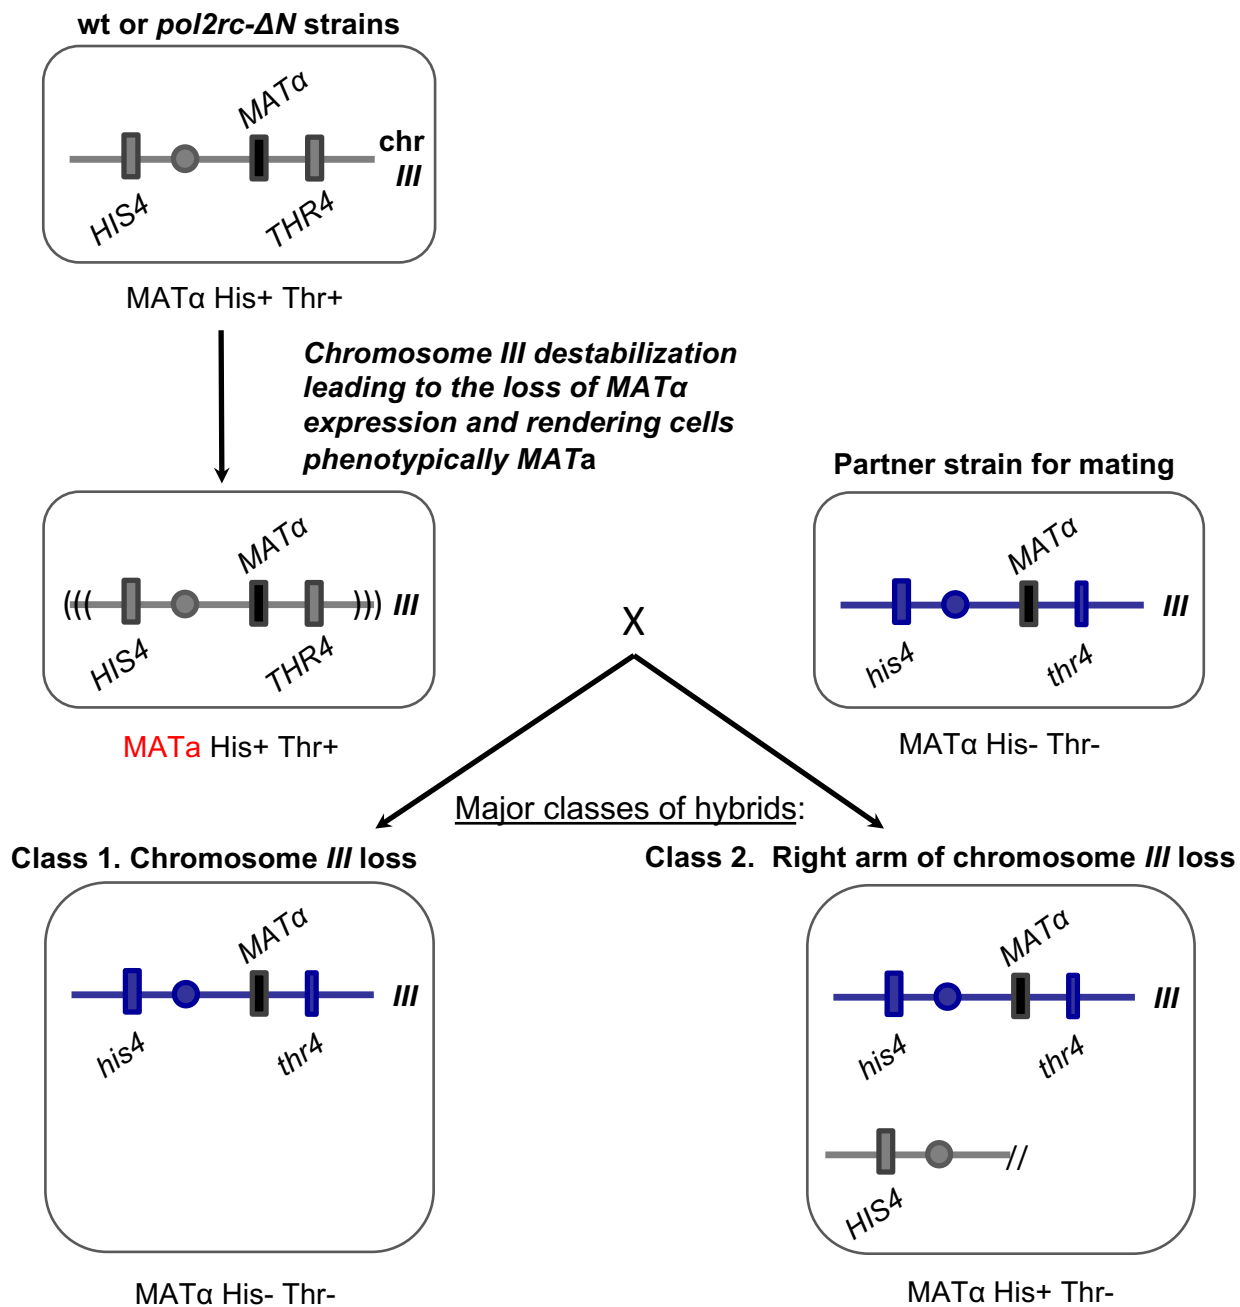 wt or pol2rc-ΔN strains
MATα
chr
III
HIS4
THR4
MATα His+ Thr+
Chromosome III destabilization
leading to the loss of MATα
expression and rendering cells
phenotypically MATa
Partner strain for mating
MATα
(((
)))
III
HIS4
THR4
MATa His+ Thr+
X
MATα
III
his4
thr4
MATα His- Thr-
Major classes of hybrids:
Class 1. Chromosome III loss
MATα
III
his4
thr4
MATα His- Thr-
Class 2. Right arm of chromosome III loss
MATα
III
his4
thr4
//
HIS4
MATα His+ Thr-